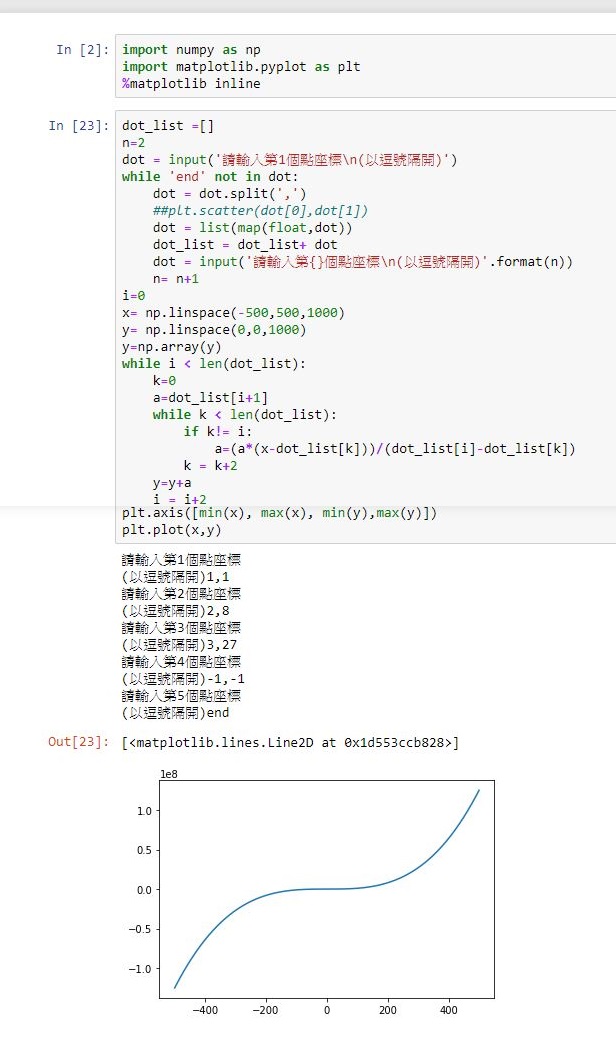 In [2]: import numpy as np
import matplotlib.pyplot as plt
%matplotlib inline
In [23]: dot_list =[]
n=2
dot = input('請輸入第1個點座標\n(以逗號隔開)')
while 'end' not in dot:
    dot = dot.split(',')
    ##plt.scatter(dot[0],dot[1])
    dot = list(map(float,dot))
    dot_list = dot_list+ dot
    dot = input('請輸入第{}個點座標\n(以逗號隔開)'.format(n))
    n= n+1
i=0
x= np.linspace(-500,500,1000)
y= np.linspace(0,0,1000)
y=np.array(y)
while i < len(dot_list):
    k=0
    a=dot_list[i+1]
    while k < len(dot_list):
        if k!= i:
            a=(a*(x-dot_list[k]))/(dot_list[i]-dot_list[k])
        k = k+2
    y=y+a
    i = i+2
plt.axis([min(x), max(x), min(y),max(y)])
plt.plot(x,y)
請輸入第1個點座標
(以逗號隔開)1,1
請輸入第2個點座標
(以逗號隔開)2,8
請輸入第3個點座標
(以逗號隔開)3,27
請輸入第4個點座標
(以逗號隔開)-1,-1
請輸入第5個點座標
(以逗號隔開)end
Out[23]: [<matplotlib.lines.Line2D at 0x1d553ccb828>]
1e8
1.0
0.5
0.0
−0.5
−1.0
−400 −200 0 200 400